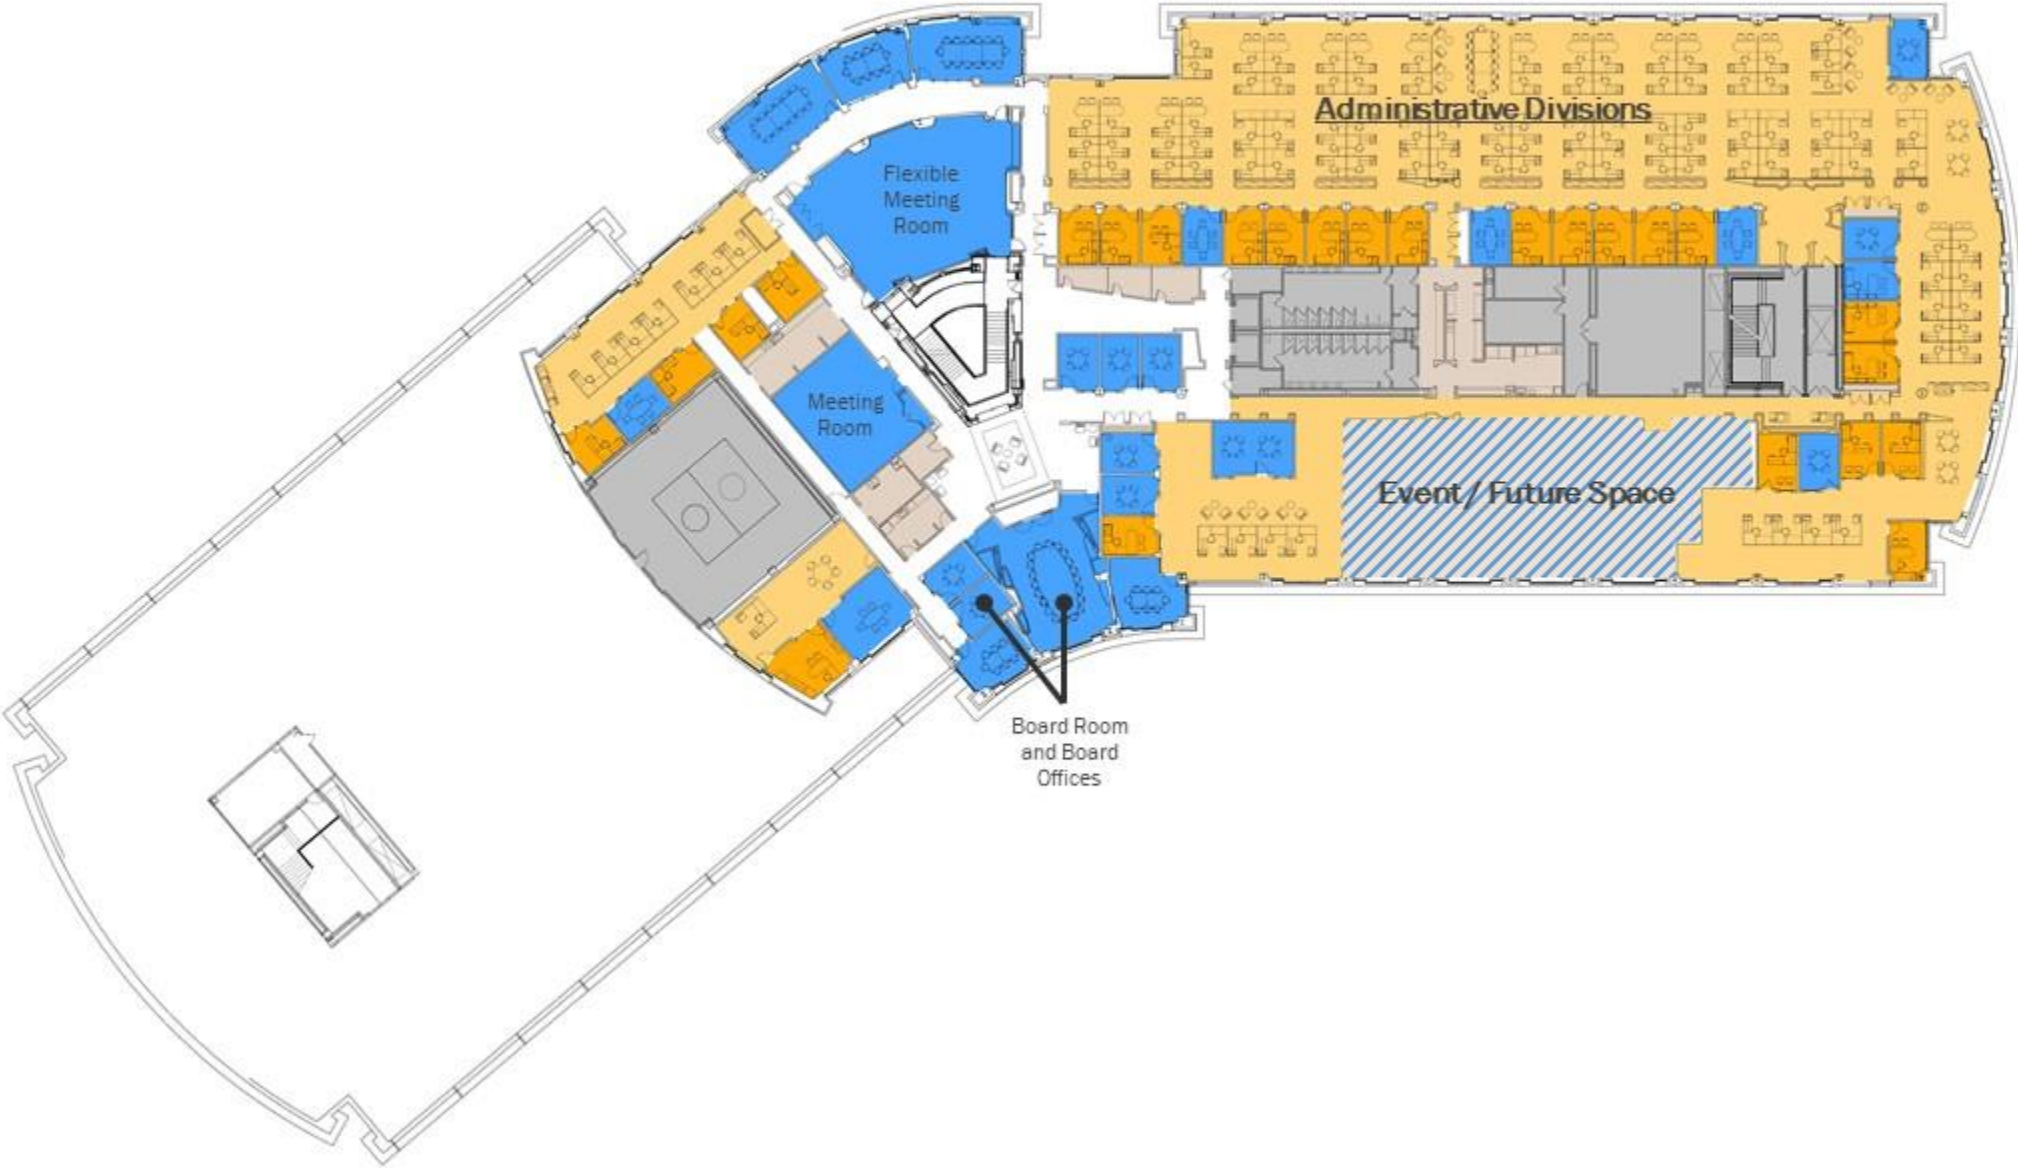 Administrative Divisions
Flexible
Meeting
Room
Meeting
Room
Event / Future Space
Board Room
and Board
Offices